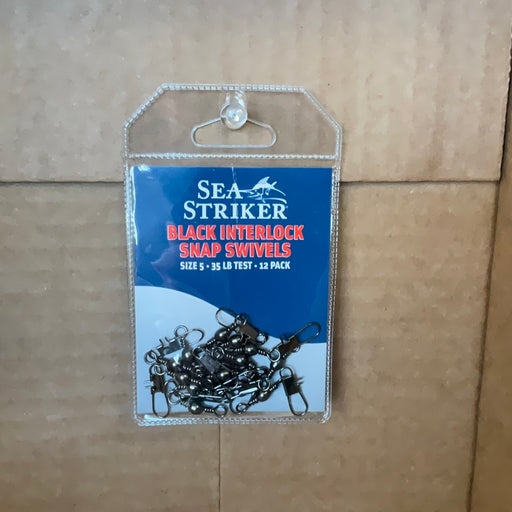 SEA
STRIKER
BLACK INTERLOCK
SNAP SWIVELS
SIZE 5 • 35 LB TEST • 12 PACK